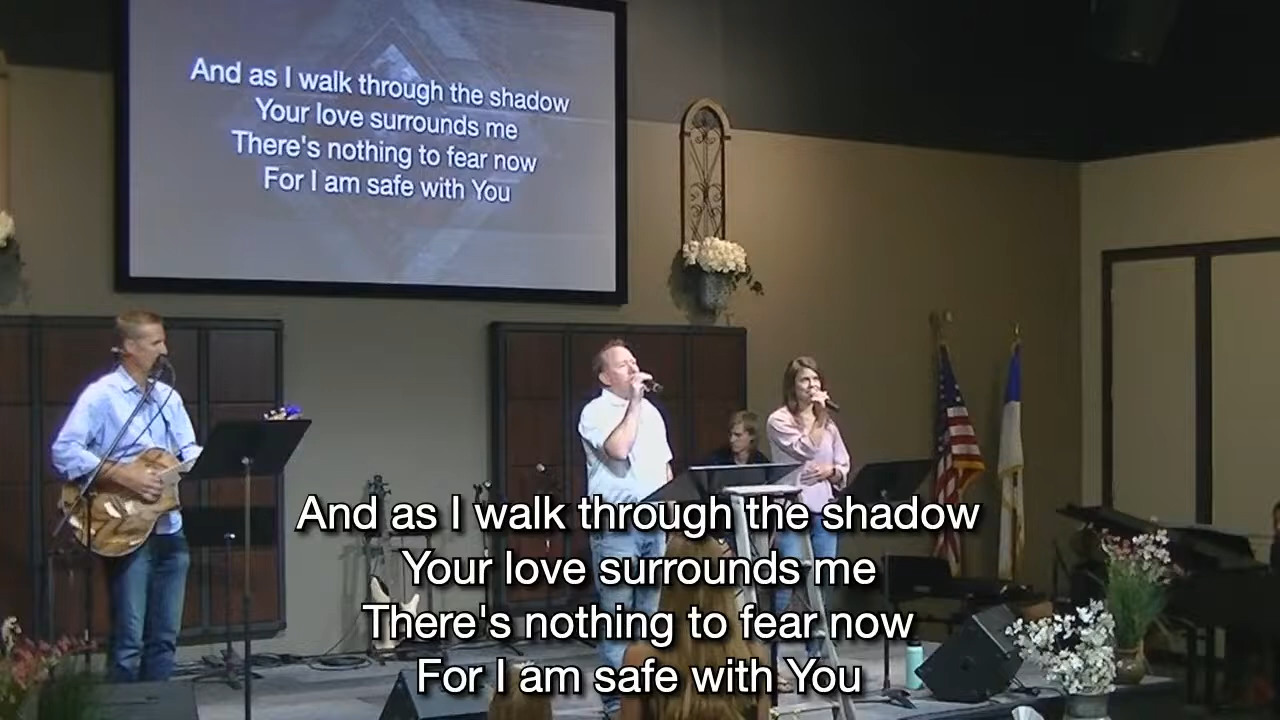 And as I walk through the shadow
Your love surrounds me
There's nothing to fear now
For I am safe with You
And as I walk through the shadow
Your love surrounds me
There's nothing to fear now
For I am safe with You